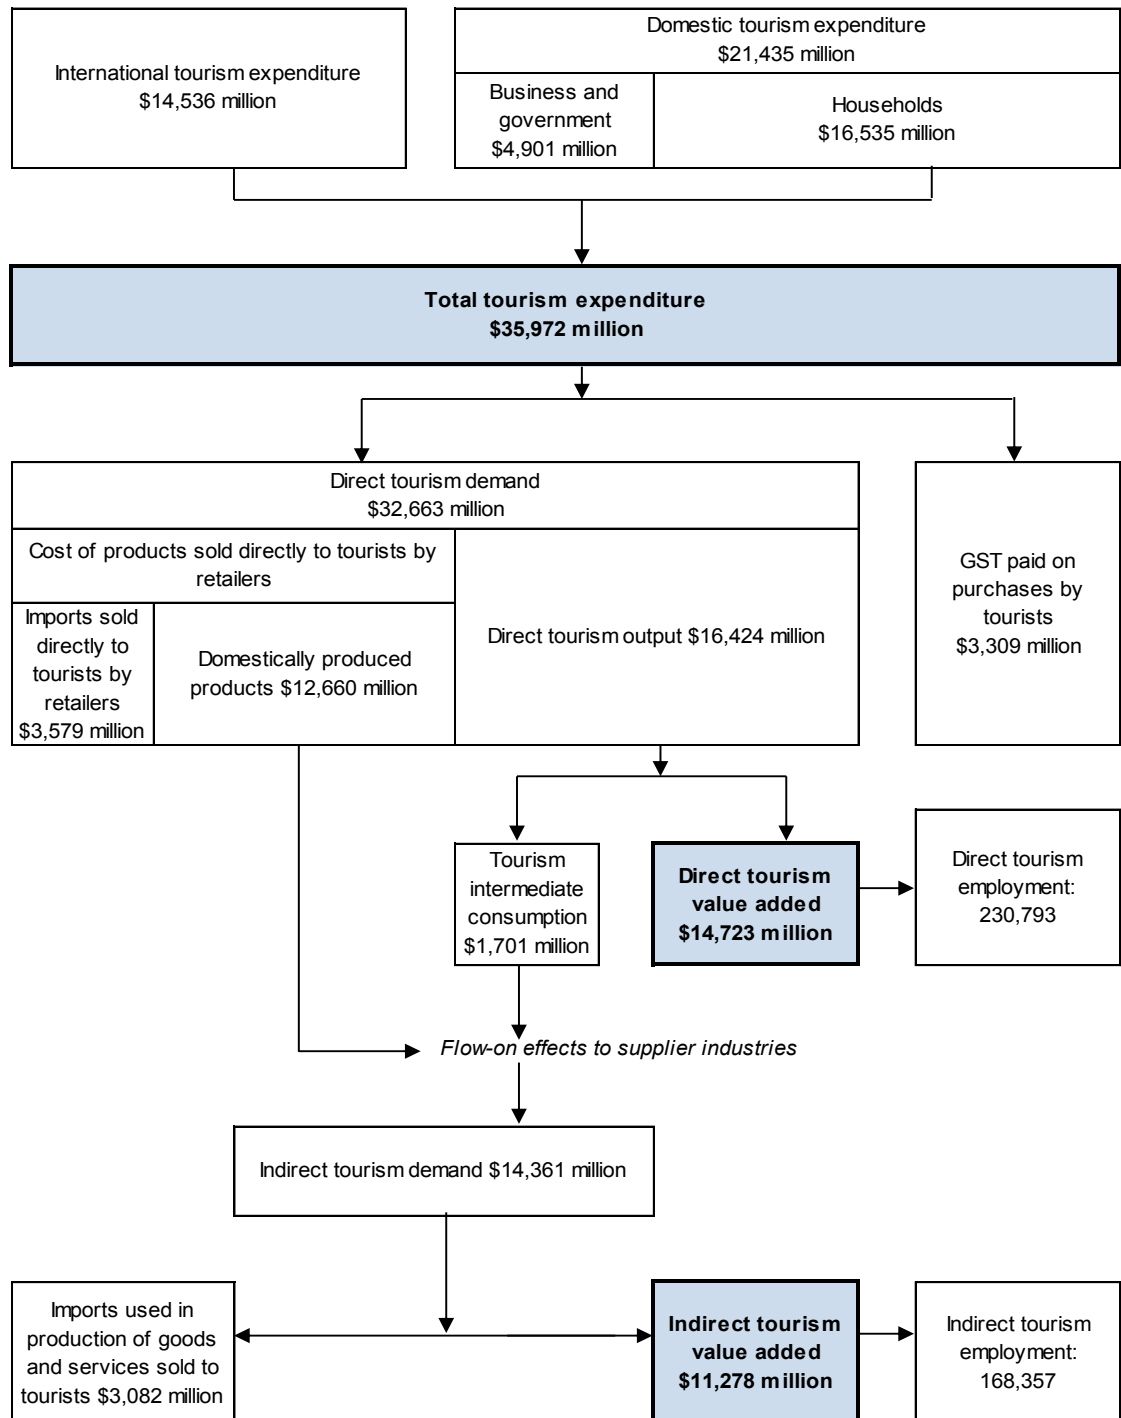 International tourism expenditure
$14,536 million
Domestic tourism expenditure
$21,435 million
Business and
government
$4,901 million
Households
$16,535 million
Total tourism expenditure
$35,972 million
Direct tourism demand
$32,663 million
Cost of products sold directly to tourists by
retailers
Imports sold
directly to
tourists by
retailers
$3,579 million
Domestically produced
products $12,660 million
Direct tourism output $16,424 million
GST paid on
purchases by
tourists
$3,309 million
Tourism
intermediate
consumption
$1,701 million
Direct tourism
value added
$14,723 million
Direct tourism
employment:
230,793
Flow-on effects to supplier industries
Indirect tourism demand $14,361 million
Imports used in
production of goods
and services sold to
tourists $3,082 million
Indirect tourism
value added
$11,278 million
Indirect tourism
employment:
168,357